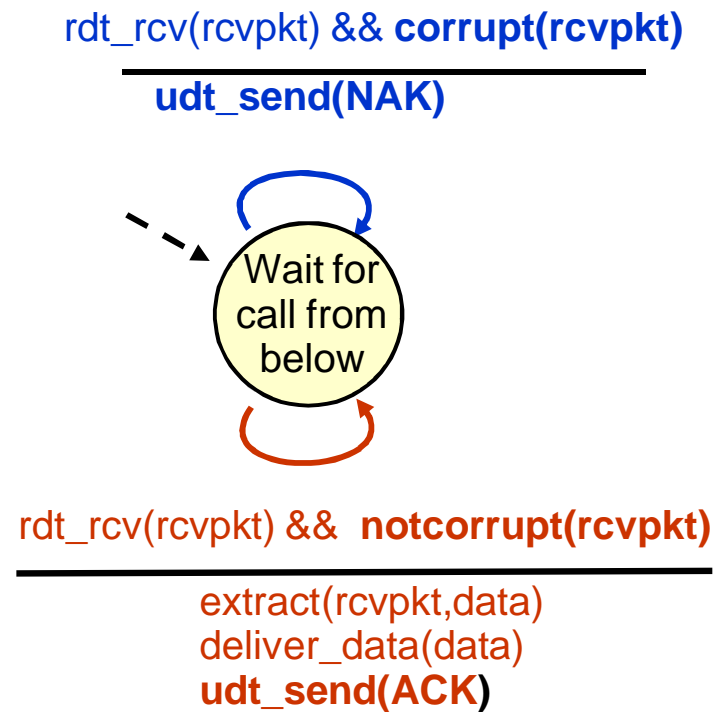 rdt_rcv(rcvpkt) && corrupt(rcvpkt)
udt_send(NAK)
Wait for
call from
below
rdt_rcv(rcvpkt) && notcorrupt(rcvpkt)
extract(rcvpkt,data)
deliver_data(data)
udt_send(ACK)